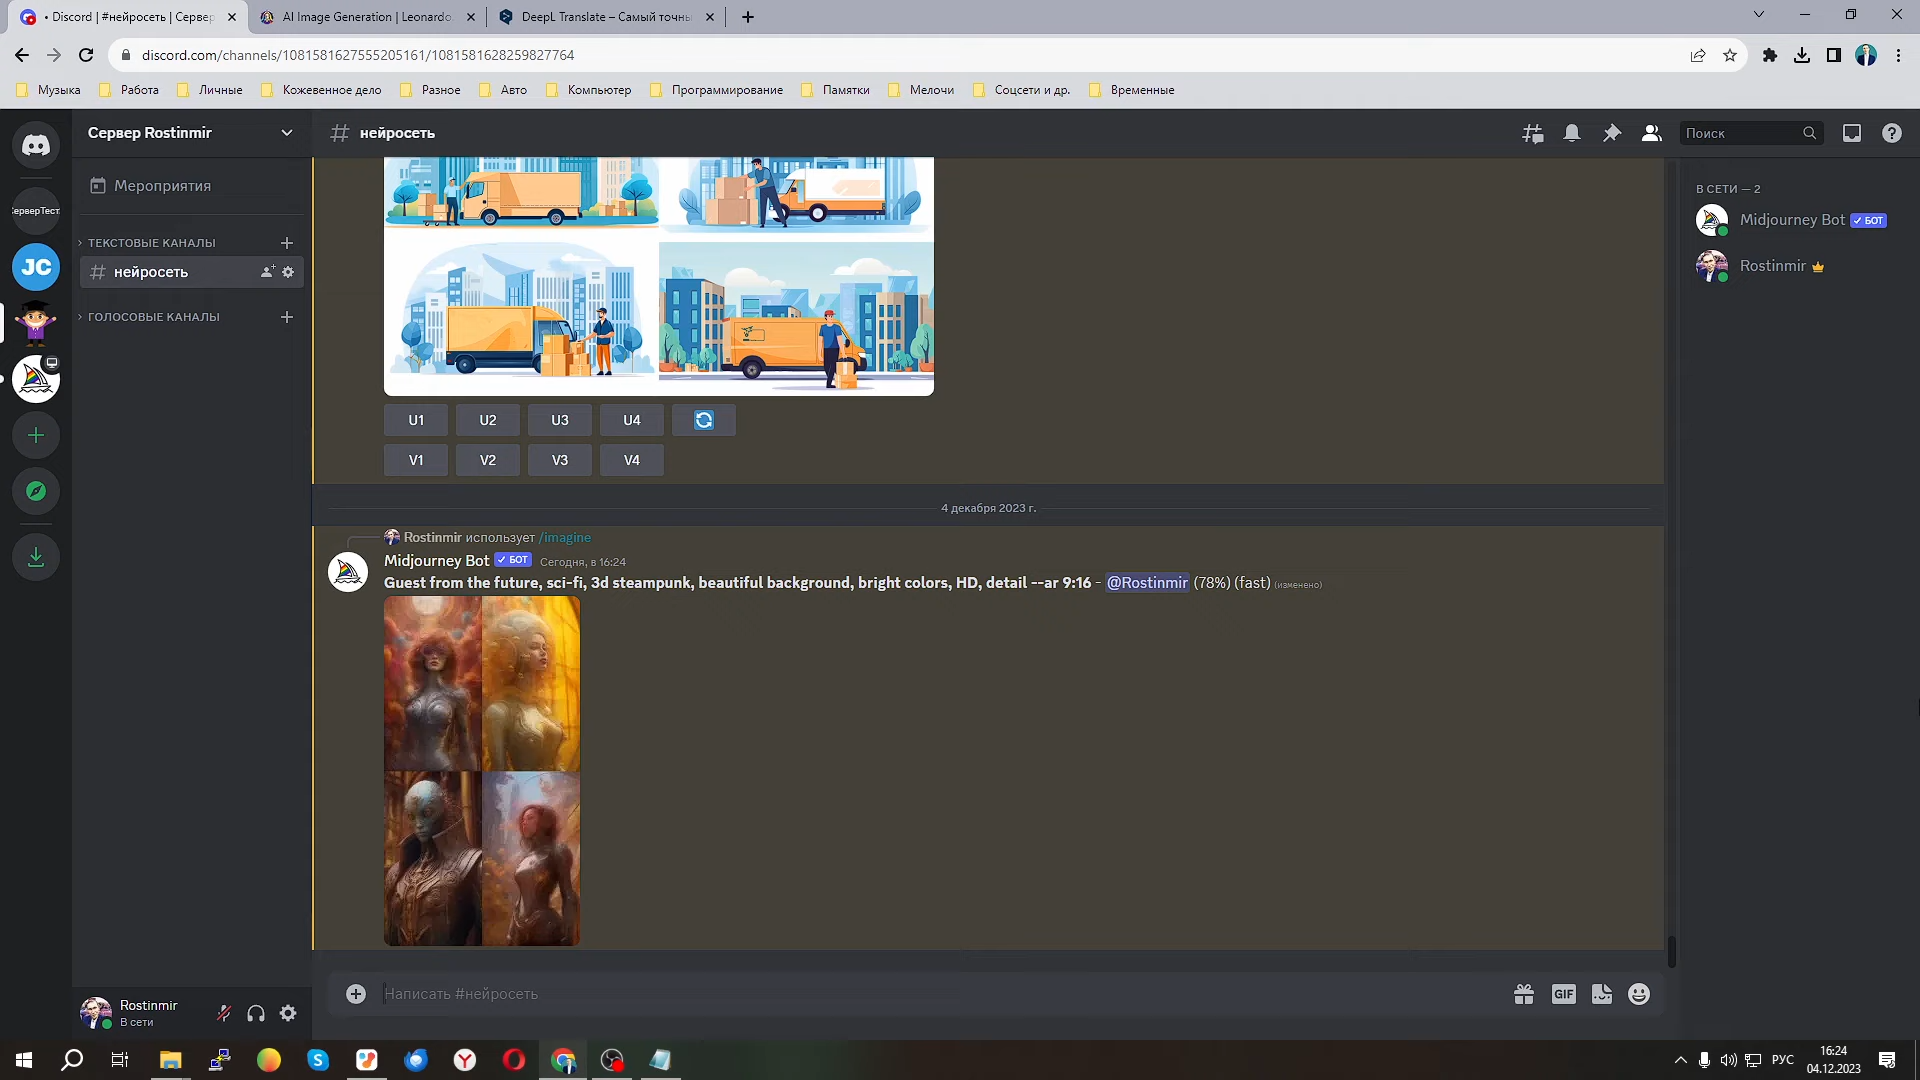 Discord | #нейросеть | Сервер
AI Image Generation | Leonardo
DeepL Translate – Самый точны
discord.com/channels/1081581627555205161/1081581628259827764
Музыка
Работа
Личные
Кожевенное дело
Разное
Авто
Компьютер
Программирование
Памятки
Мелочи
Соцсети и др.
Временные
Сервер Rostinmir
нейросеть
Поиск
Мероприятия
В СЕТИ — 2
СерверТест
Midjourney Bot БОТ
ТЕКСТОВЫЕ КАНАЛЫ
JC
нейросеть
Rostinmir
ГОЛОСОВЫЕ КАНАЛЫ
U1 U2 U3 U4
V1 V2 V3 V4
4 декабря 2023 г.
Rostinmir использует /imagine
Midjourney Bot БОТ Сегодня, в 16:24
Guest from the future, sci-fi, 3d steampunk, beautiful background, bright colors, HD, detail --ar 9:16 - @Rostinmir (78%) (fast) (изменено)
Написать #нейросеть
GIF
Rostinmir
В сети
РУС
16:24
04.12.2023